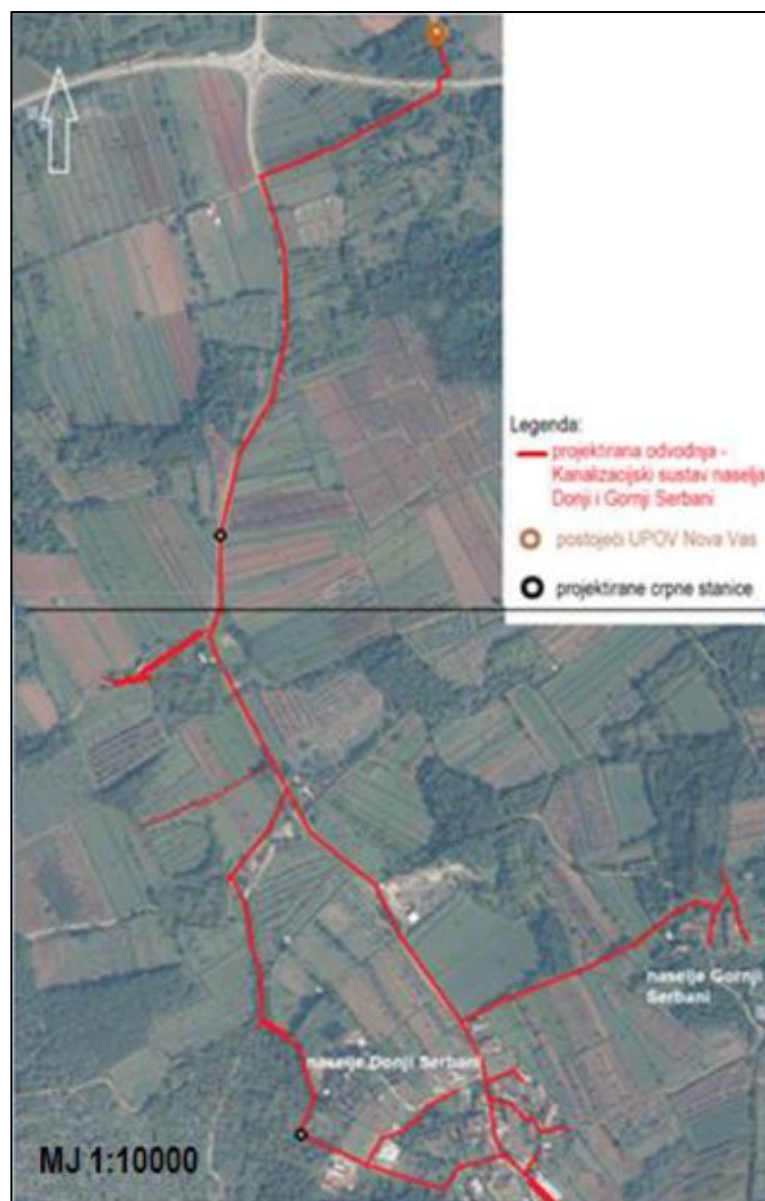 Legenda:
projektirana odvodnja -
Kanalizacijski sustav naselja
Donji i Gornji Serbani
postojeći UPOV Nova Vas
projektirane crpne stanice
naselje Gornji
Serbani
naselje Donji Serbani
MJ 1:10000